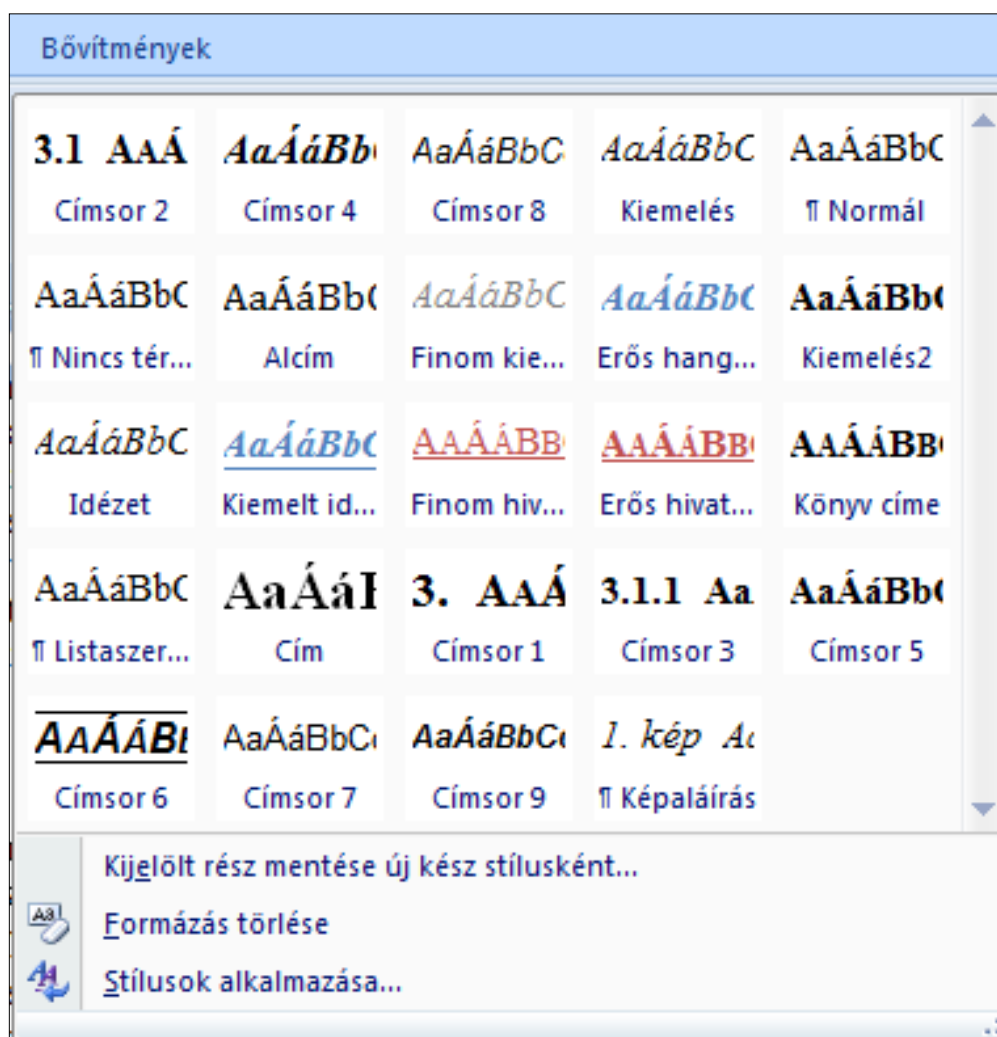 Bővítmények
3.1 AAÁ AaÁáBb AaÁáBbC AaÁáBbC AaÁáBbC
Címsor 2 Címsor 4 Címsor 8 Kiemelés ¶ Normál
AaÁáBbC AaÁáBb AaÁáBbC AaÁáBbC AaÁáBb
¶ Nincs tér... Alcím Finom kie... Erős hang... Kiemelés2
AaÁáBbC AaÁáBbC AAÁÁBB AAÁÁBB AAÁÁBB
Idézet Kiemelt id... Finom hiv... Erős hivat... Könyv címe
AaÁáBbC AaÁá 3. AAÁ 3.1.1 Aa AaÁáBb
¶ Listaszer... Cím Címsor 1 Címsor 3 Címsor 5
AAÁÁB AaÁáBbC AaÁáBbC 1. kép A
Címsor 6 Címsor 7 Címsor 9 ¶ Képaláírás
Kijelölt rész mentése új kész stílusként...
Formázás törlése
Stílusok alkalmazása...